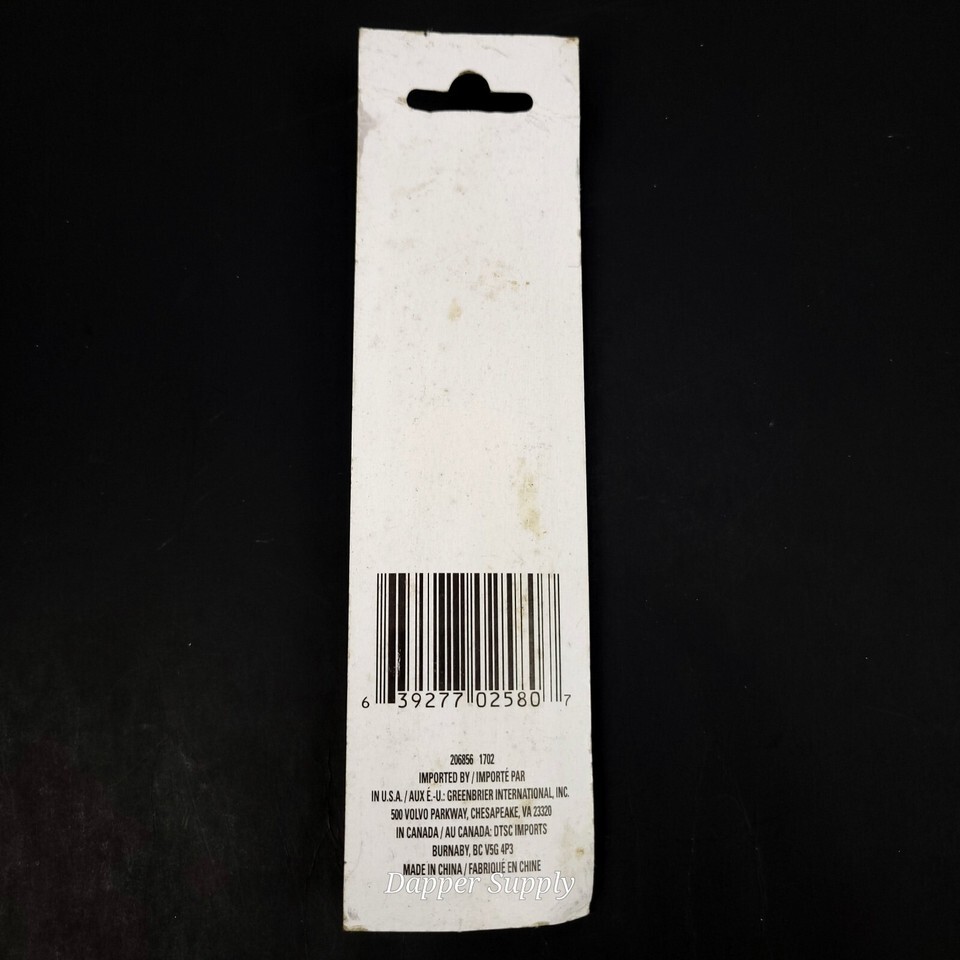 6 39277 02580 7
206856 1702
IMPORTED BY / IMPORTÉ PAR
IN U.S.A. / AUX É.-U.: GREENBRIER INTERNATIONAL, INC.
500 VOLVO PARKWAY, CHESAPEAKE, VA 23320
IN CANADA / AU CANADA: DTSC IMPORTS
BURNABY, BC V5G 4P3
MADE IN CHINA / FABRIQUÉ EN CHINE
Dapper Supply